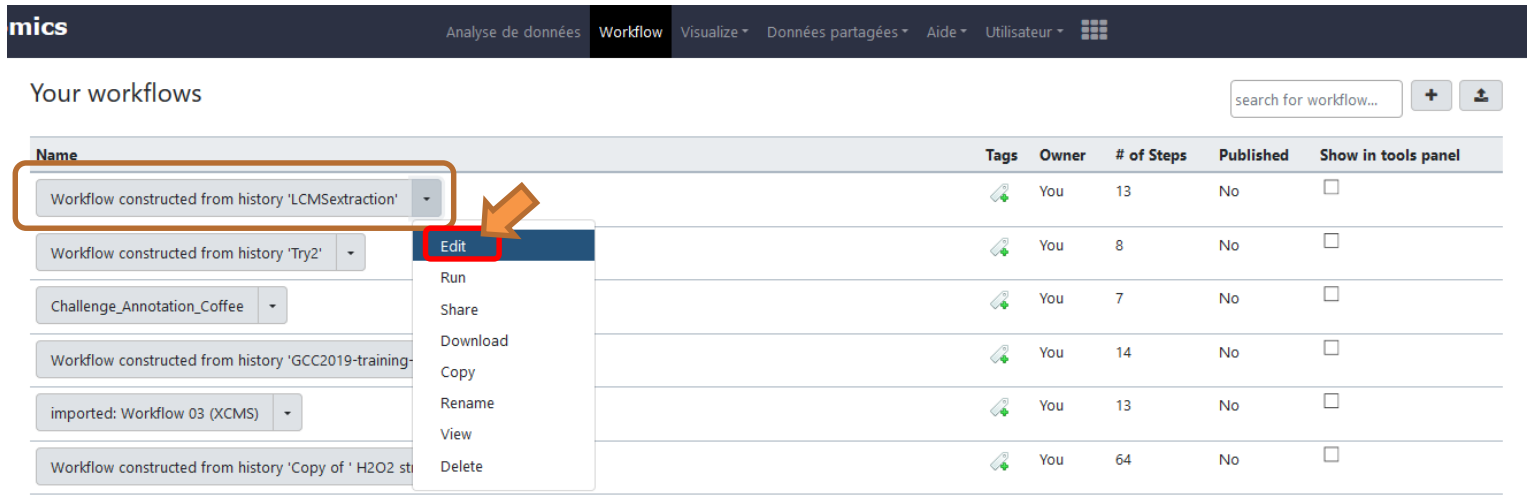 mics
Analyse de données Workflow Visualize Données partagées Aide Utilisateur
Your workflows
search for workflow...
Name Tags Owner # of Steps Published Show in tools panel
Workflow constructed from history 'LCMSextraction' You 13 No
Edit
Workflow constructed from history 'Try2' You 8 No
Run
Challenge_Annotation_Coffee You 7 No
Share
Download
Workflow constructed from history 'GCC2019-training- You 14 No
Copy
imported: Workflow 03 (XCMS) You 13 No
Rename
View
Workflow constructed from history 'Copy of ' H2O2 st You 64 No
Delete